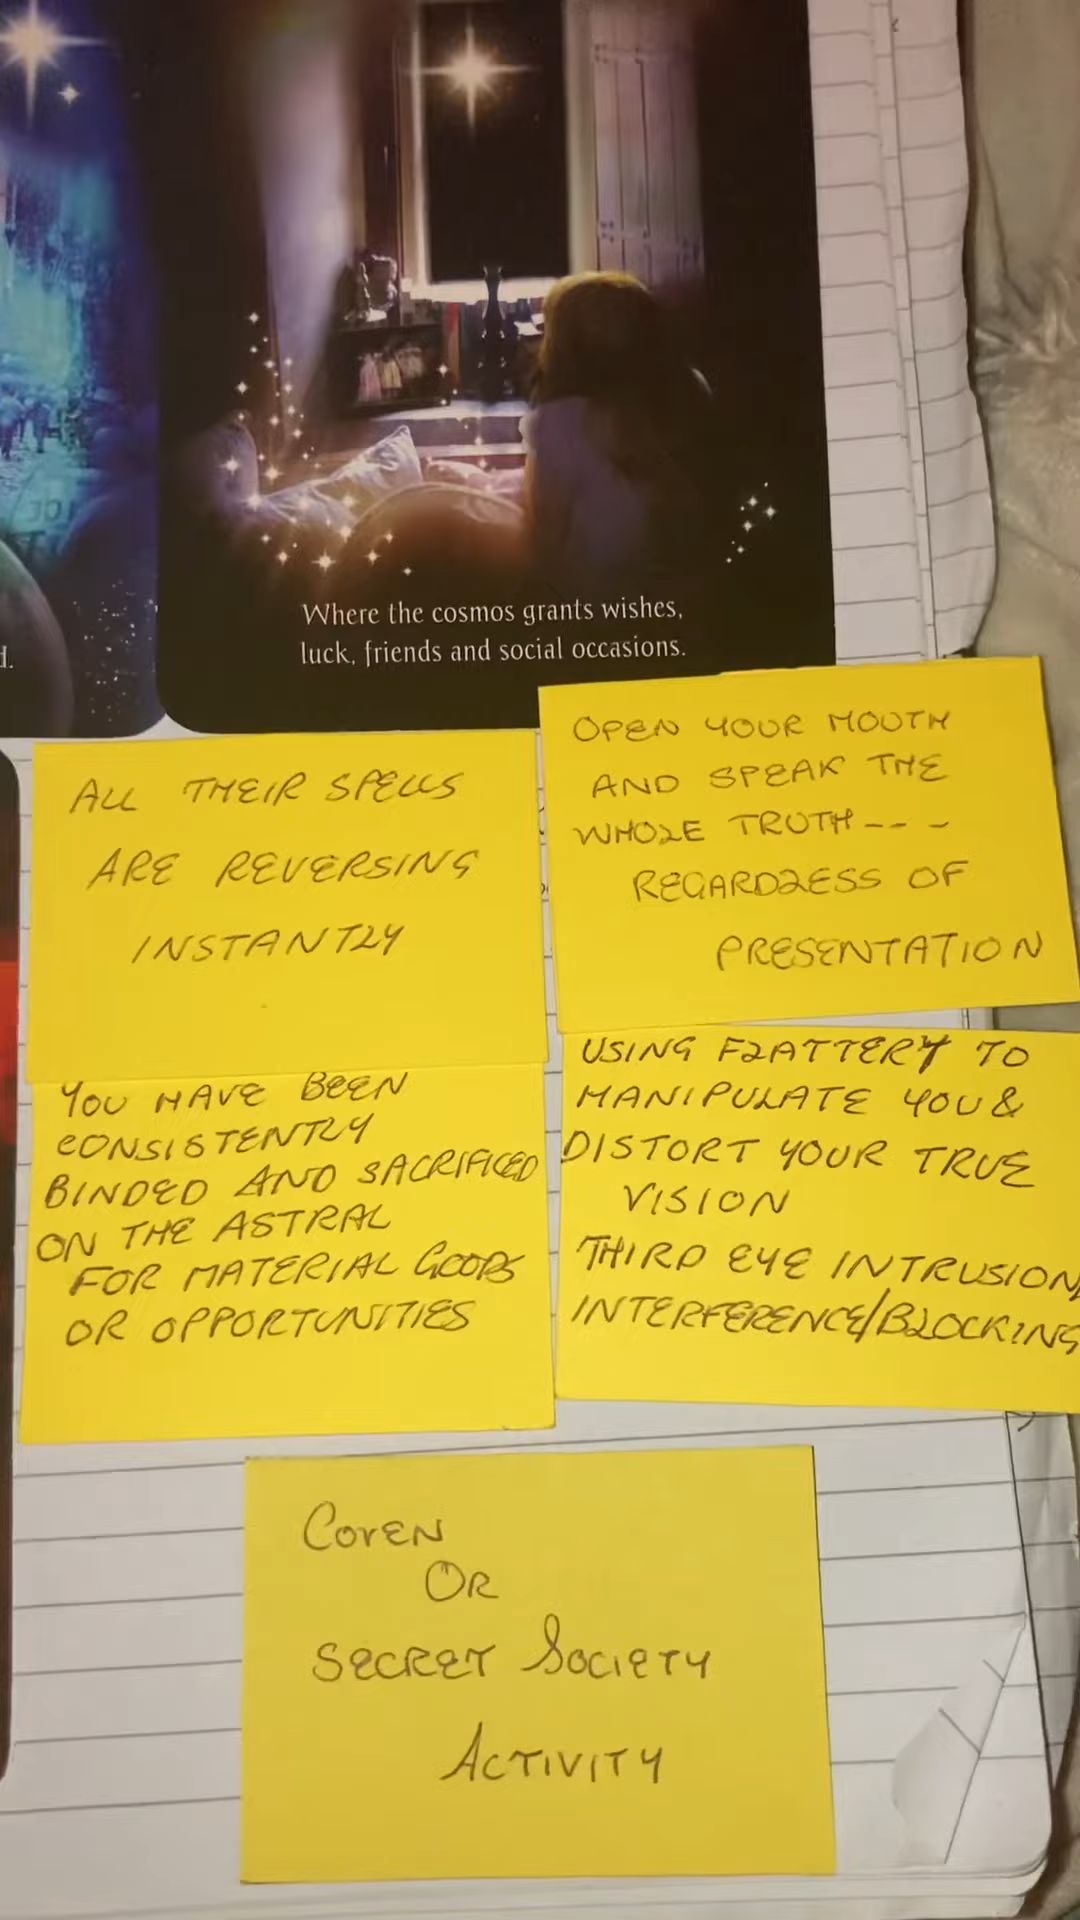 Where the cosmos grants wishes,
luck, friends and social occasions.
d.
ALL THEIR SPELLS
ARE REVERSING
INSTANTLY
OPEN YOUR MOUTH
AND SPEAK THE
WHOLE TRUTH---
REGARDLESS OF
PRESENTATION
YOU HAVE BEEN
CONSISTENTLY
BINDED AND SACRIFICED
ON THE ASTRAL
FOR MATERIAL GOODS
OR OPPORTUNITIES
USING FLATTERY TO
MANIPULATE YOU &
DISTORT YOUR TRUE
VISION
THIRD EYE INTRUSION/
INTERFERENCE/BLOCKING
COVEN
OR
SECRET SOCIETY
ACTIVITY